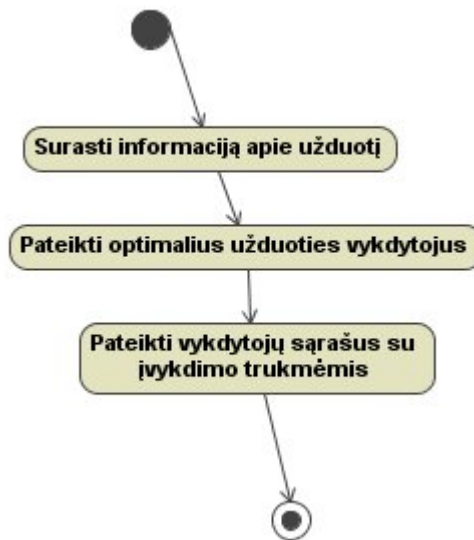 Surasti informaciją apie užduotį
Pateikti optimalius užduoties vykdytojus
Pateikti vykdytojų sąrašus su
įvykdimo trukmėmis